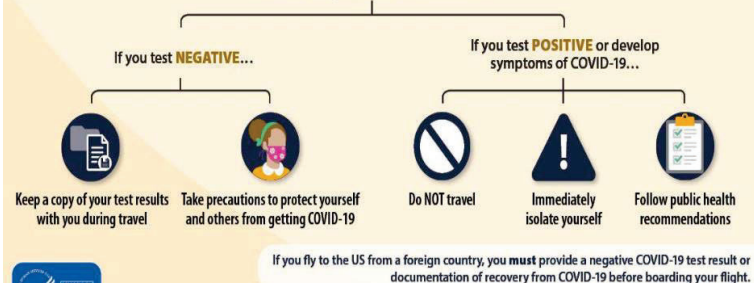 If you test NEGATIVE...
If you test POSITIVE or develop
symptoms of COVID-19...
Keep a copy of your test results
with you during travel
Take precautions to protect yourself
and others from getting COVID-19
Do NOT travel
Immediately
isolate yourself
Follow public health
recommendations
If you fly to the US from a foreign country, you must provide a negative COVID-19 test result or
documentation of recovery from COVID-19 before boarding your flight.